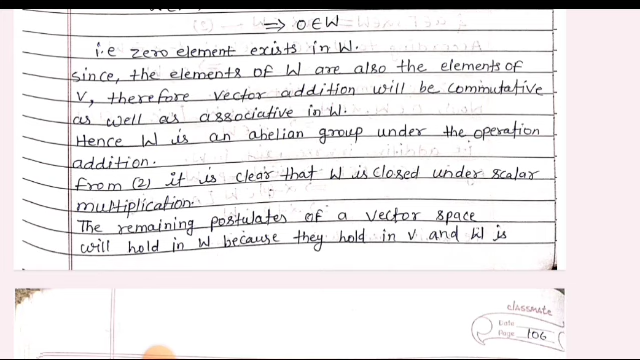 ⇒ 0∈W
i.e zero element exists in W.
since, the elements of W are also the elements of
V, therefore vector addition will be commutative
as well as associative in W.
Hence W is an abelian group under the operation
addition.
from (2) it is clear that W is closed under scalar
multiplication.
The remaining postulates of a vector space
will hold in W because they hold in V and W is
classmate
Date
Page 106